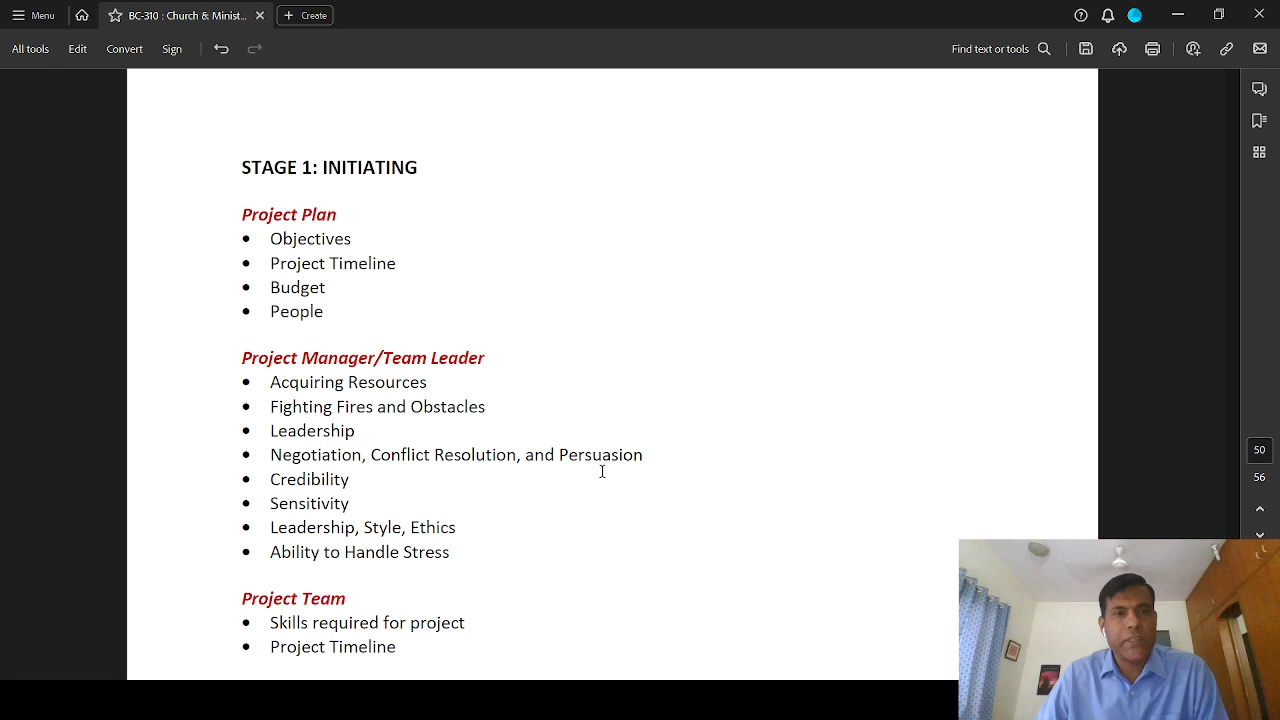 Menu
BC-310 : Church & Minist...
Create
All tools
Edit
Convert
Sign
Find text or tools
STAGE 1: INITIATING
Project Plan
• Objectives
• Project Timeline
• Budget
• People
Project Manager/Team Leader
• Acquiring Resources
• Fighting Fires and Obstacles
• Leadership
• Negotiation, Conflict Resolution, and Persuasion
• Credibility
• Sensitivity
• Leadership, Style, Ethics
• Ability to Handle Stress
Project Team
• Skills required for project
• Project Timeline
50
56